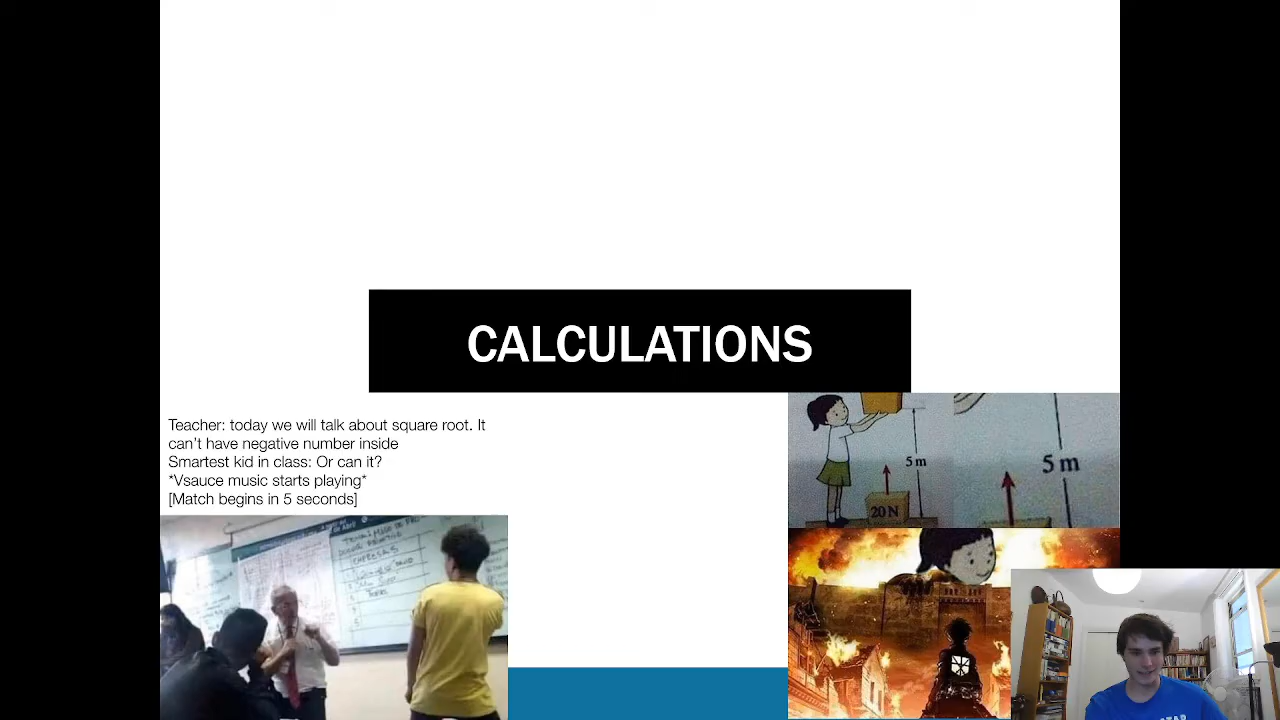 CALCULATIONS
Teacher: today we will talk about square root. It
can't have negative number inside
Smartest kid in class: Or can it?
*Vsauce music starts playing*
[Match begins in 5 seconds]
5 m
20 N
5 m